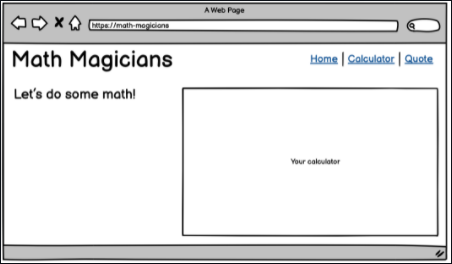 A Web Page
https://math-magicians
Math Magicians
Home | Calculator | Quote
Let's do some math!
Your calculator